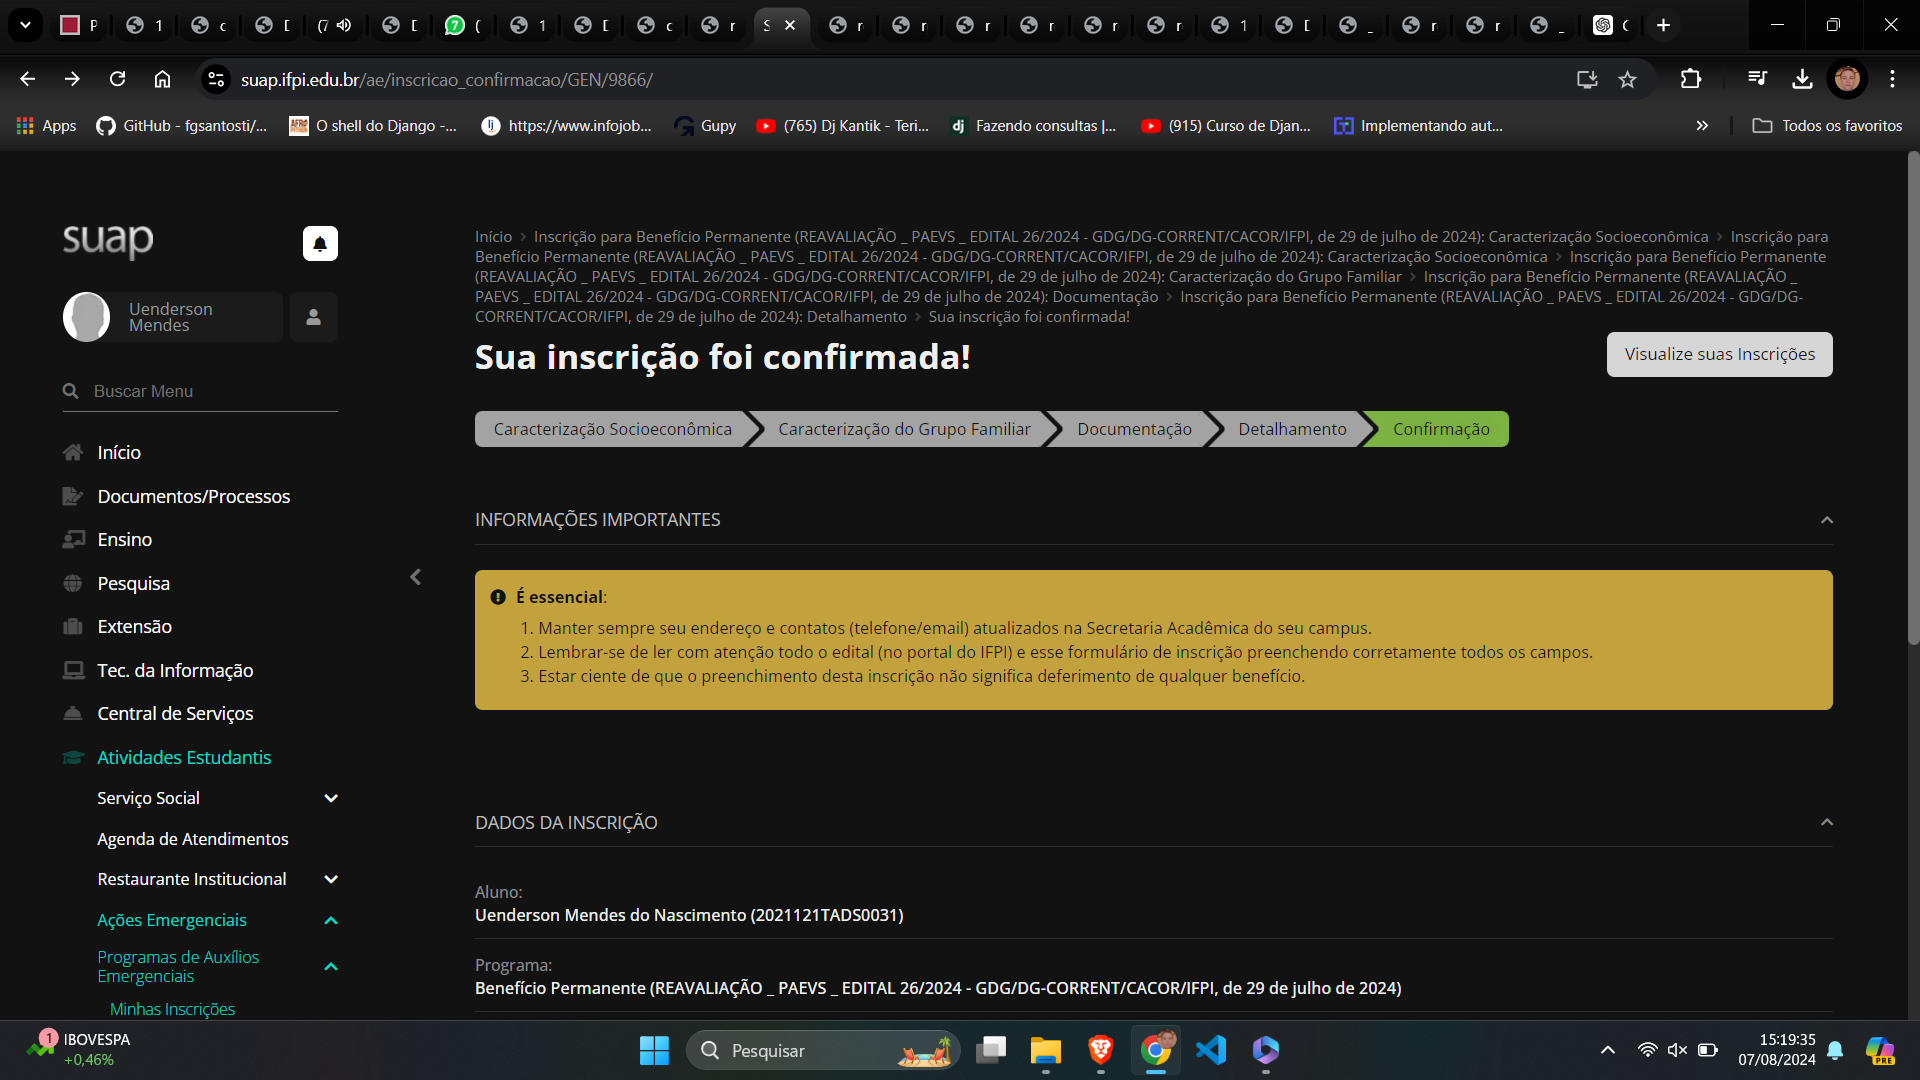 suap.ifpi.edu.br/ae/inscricao_confirmacao/GEN/9866/
Apps
GitHub - fgsantosti/...
O shell do Django -...
https://www.infojob...
Gupy
(765) Dj Kantik - Teri...
Fazendo consultas |...
(915) Curso de Djan...
Implementando aut...
Todos os favoritos
suap
Uenderson
Mendes
Buscar Menu
Início
Documentos/Processos
Ensino
Pesquisa
Extensão
Tec. da Informação
Central de Serviços
Atividades Estudantis
Serviço Social
Agenda de Atendimentos
Restaurante Institucional
Ações Emergenciais
Programas de Auxílios
Emergenciais
Minhas Inscrições
Início > Inscrição para Benefício Permanente (REAVALIAÇÃO _ PAEVS _ EDITAL 26/2024 - GDG/DG-CORRENT/CACOR/IFPI, de 29 de julho de 2024): Caracterização Socioeconômica > Inscrição para
Benefício Permanente (REAVALIAÇÃO _ PAEVS _ EDITAL 26/2024 - GDG/DG-CORRENT/CACOR/IFPI, de 29 de julho de 2024): Caracterização Socioeconômica > Inscrição para Benefício Permanente
(REAVALIAÇÃO _ PAEVS _ EDITAL 26/2024 - GDG/DG-CORRENT/CACOR/IFPI, de 29 de julho de 2024): Caracterização do Grupo Familiar > Inscrição para Benefício Permanente (REAVALIAÇÃO _
PAEVS _ EDITAL 26/2024 - GDG/DG-CORRENT/CACOR/IFPI, de 29 de julho de 2024): Documentação > Inscrição para Benefício Permanente (REAVALIAÇÃO _ PAEVS _ EDITAL 26/2024 - GDG/DG-
CORRENT/CACOR/IFPI, de 29 de julho de 2024): Detalhamento > Sua inscrição foi confirmada!
Sua inscrição foi confirmada!
Visualize suas Inscrições
Caracterização Socioeconômica
Caracterização do Grupo Familiar
Documentação
Detalhamento
Confirmação
INFORMAÇÕES IMPORTANTES
É essencial:
1. Manter sempre seu endereço e contatos (telefone/email) atualizados na Secretaria Acadêmica do seu campus.
2. Lembrar-se de ler com atenção todo o edital (no portal do IFPI) e esse formulário de inscrição preenchendo corretamente todos os campos.
3. Estar ciente de que o preenchimento desta inscrição não significa deferimento de qualquer benefício.
DADOS DA INSCRIÇÃO
Aluno:
Uenderson Mendes do Nascimento (2021121TADS0031)
Programa:
Benefício Permanente (REAVALIAÇÃO _ PAEVS _ EDITAL 26/2024 - GDG/DG-CORRENT/CACOR/IFPI, de 29 de julho de 2024)
1
IBOVESPA
+0,46%
Pesquisar
15:19:35
07/08/2024
PRE